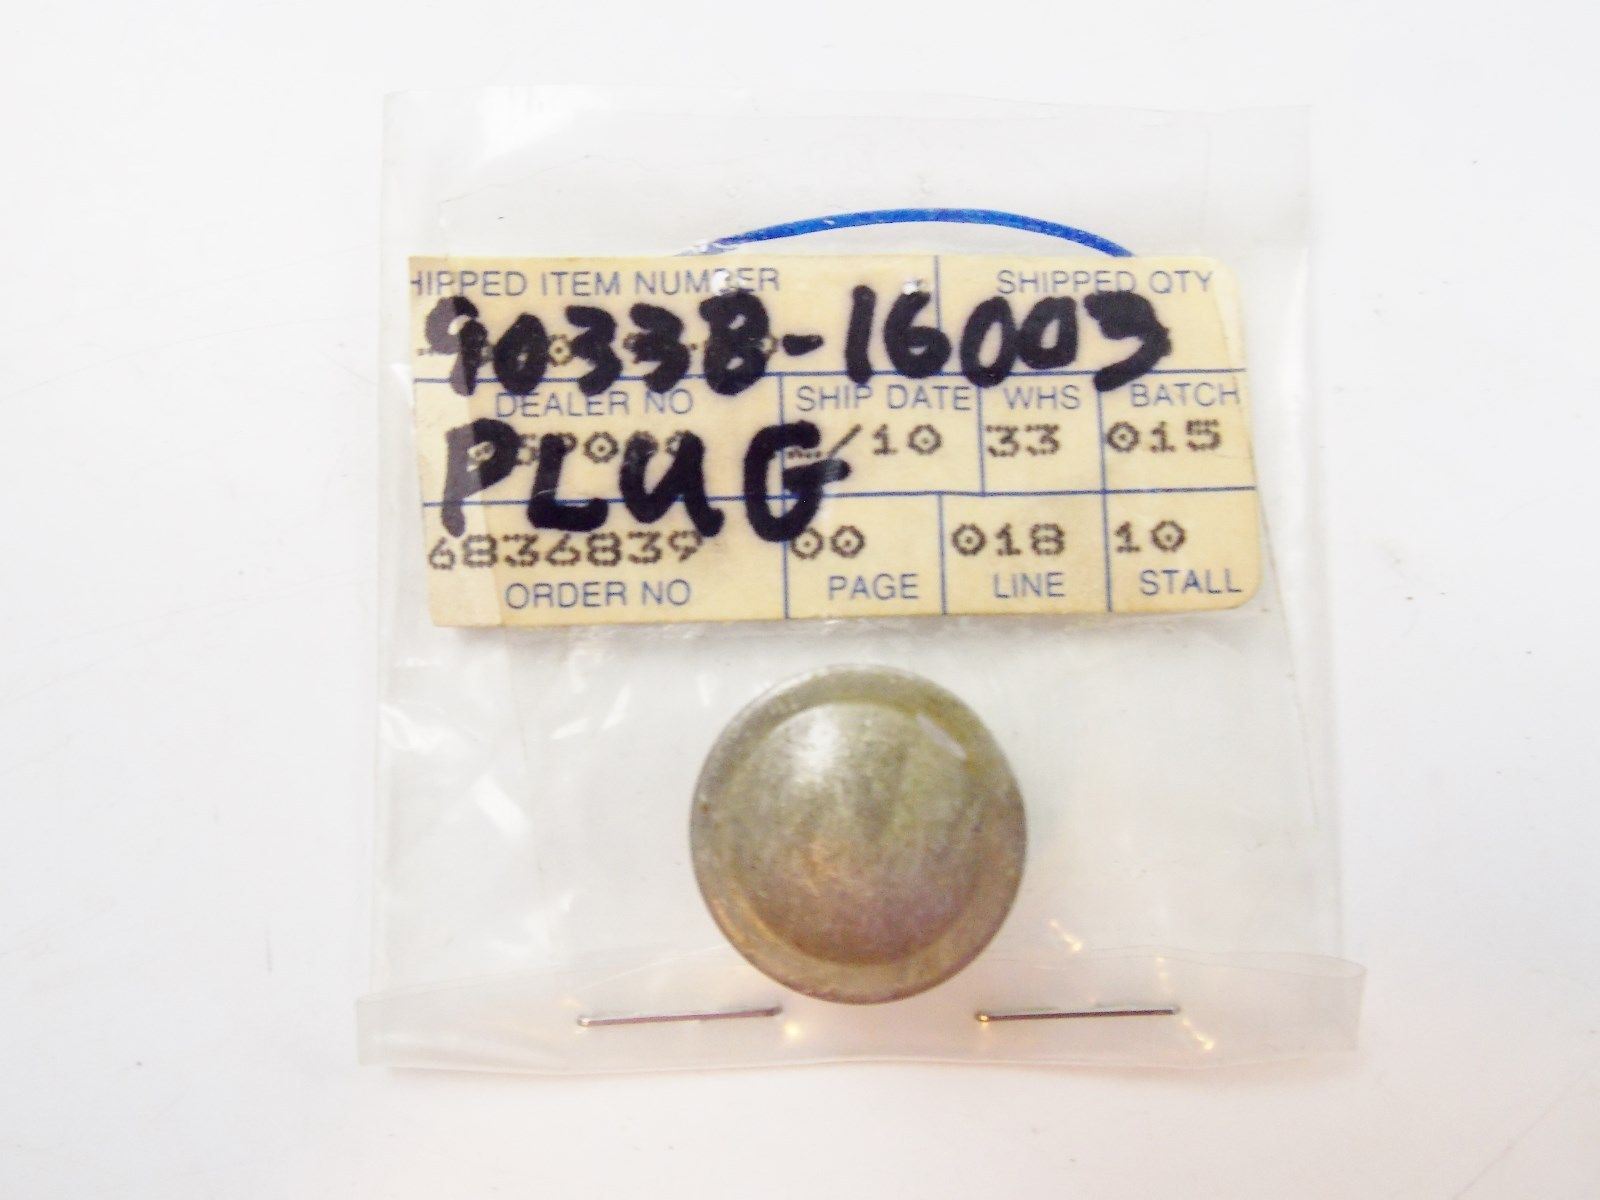 HIPPED ITEM NUMBER SHIPPED QTY
90338-16003
DEALER NO SHIP DATE WHS BATCH
/10 33 015
PLUG
6836839 00 018 10
ORDER NO PAGE LINE STALL